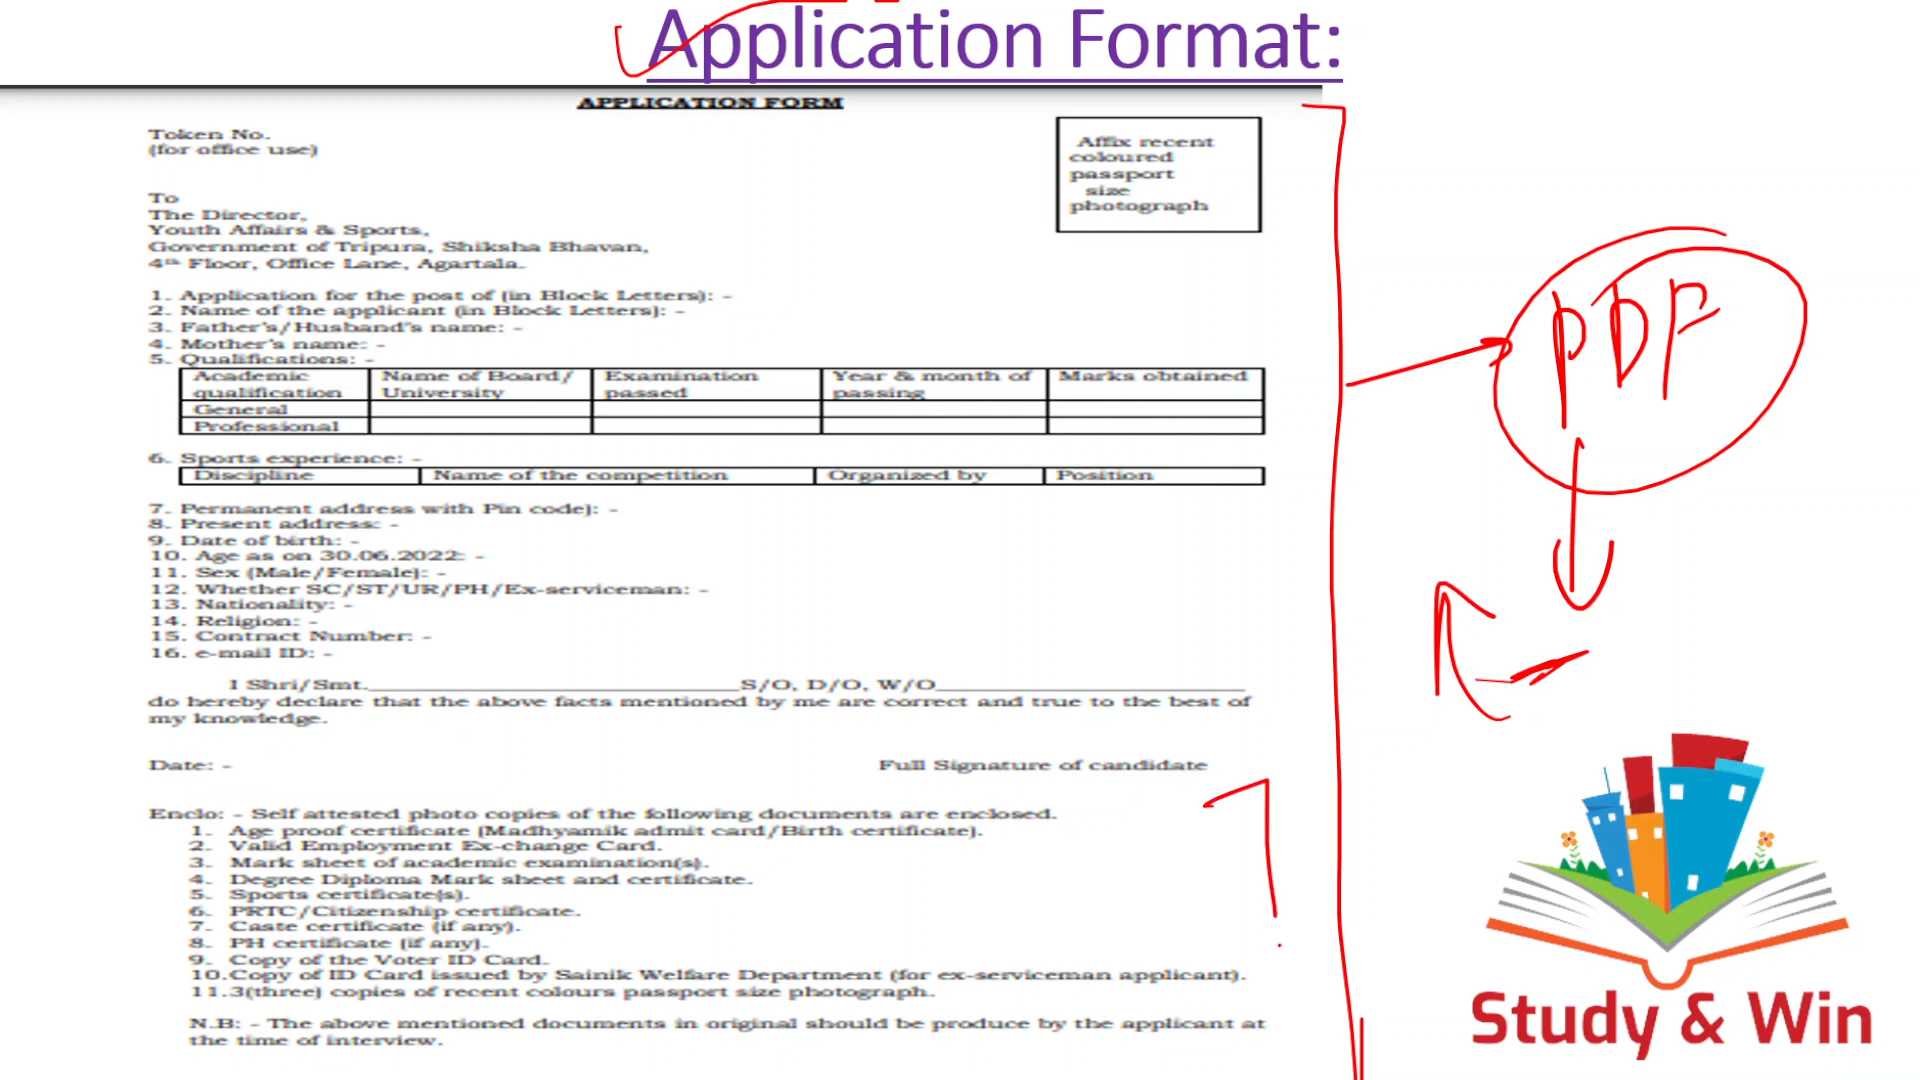 Application Format:
APPLICATION FORM
Token No.
(for office use)
Affix recent
coloured
passport
size
photograph
To
The Director,
Youth Affairs & Sports,
Government of Tripura, Shiksha Bhavan,
4th Floor, Office Lane, Agartala.
1. Application for the post of (in Block Letters): -
2. Name of the applicant (in Block Letters): -
3. Father's/Husband's name: -
4. Mother's name: -
5. Qualifications: -
Academic qualification Name of Board/ University Examination passed Year & month of passing Marks obtained
General
Professional
6. Sports experience: -
Discipline Name of the competition Organized by Position
7. Permanent address with Pin code): -
8. Present address: -
9. Date of birth: -
10. Age as on 30.06.2022: -
11. Sex (Male/Female): -
12. Whether SC/ST/UR/PH/Ex-serviceman: -
13. Nationality: -
14. Religion: -
15. Contract Number: -
16. e-mail ID: -
I Shri/Smt.______________________________S/O, D/O, W/O_________________________
do hereby declare that the above facts mentioned by me are correct and true to the best of
my knowledge.
Date: - Full Signature of candidate
Enclo: - Self attested photo copies of the following documents are enclosed.
1. Age proof certificate (Madhyamik admit card/Birth certificate).
2. Valid Employment Ex-change Card.
3. Mark sheet of academic examination(s).
4. Degree Diploma Mark sheet and certificate.
5. Sports certificate(s).
6. PRTC/Citizenship certificate.
7. Caste certificate (if any).
8. PH certificate (if any).
9. Copy of the Voter ID Card.
10.Copy of ID Card issued by Sainik Welfare Department (for ex-serviceman applicant).
11.3(three) copies of recent colours passport size photograph.
N.B: - The above mentioned documents in original should be produce by the applicant at
the time of interview.
PDF
Study & Win